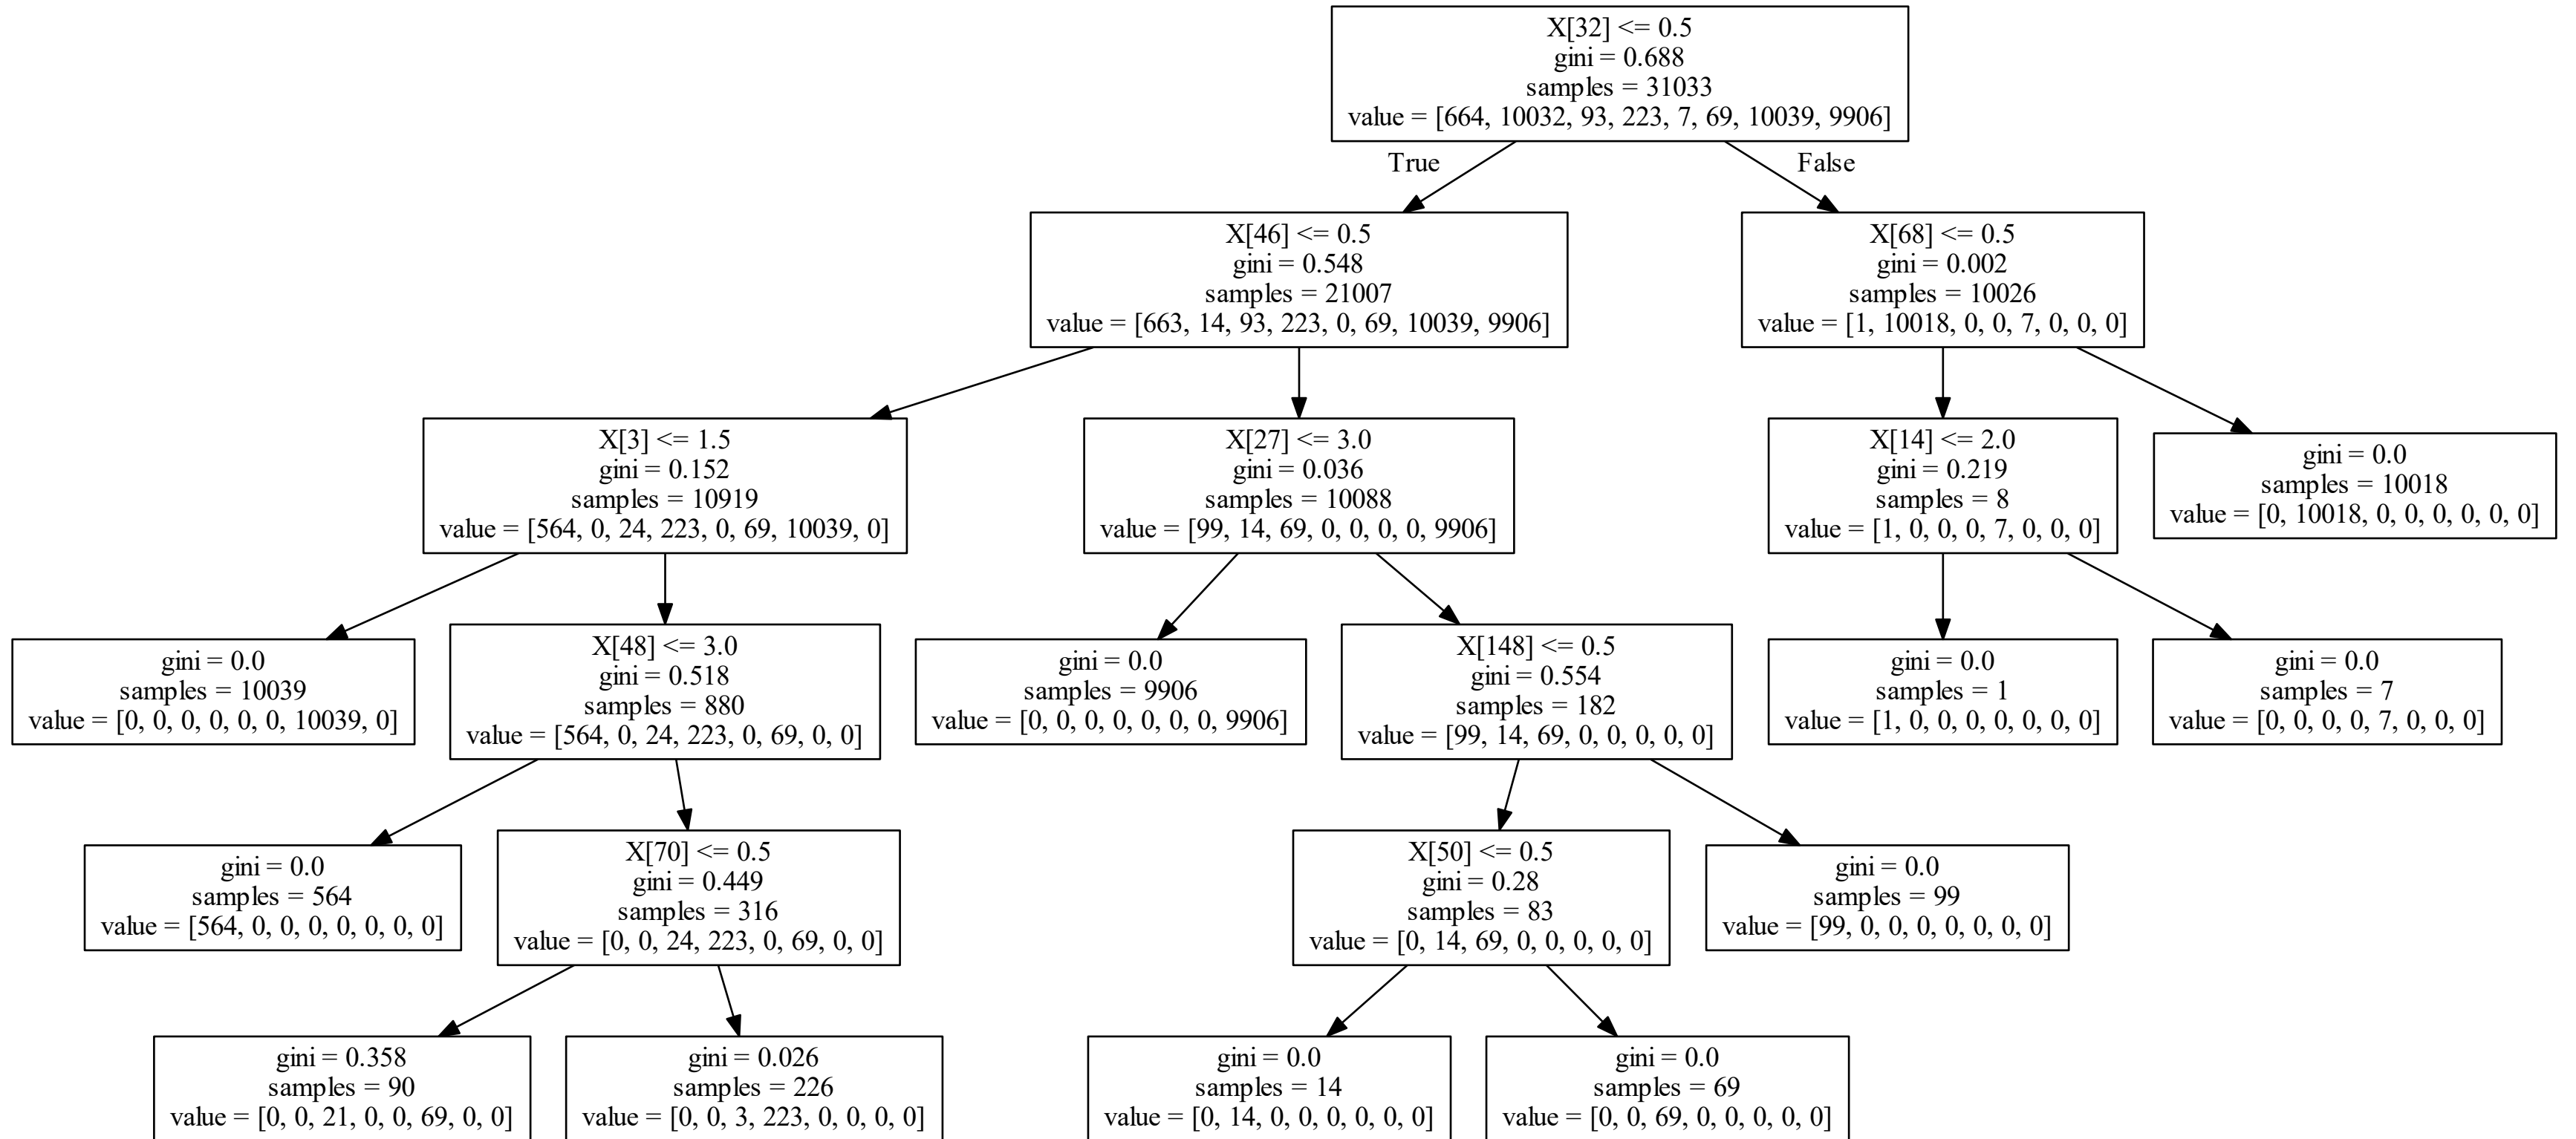 X[32] <= 0.5
gini = 0.688
samples = 31033
value = [664, 10032, 93, 223, 7, 69, 10039, 9906]
True
False
X[46] <= 0.5
gini = 0.548
samples = 21007
value = [663, 14, 93, 223, 0, 69, 10039, 9906]
X[68] <= 0.5
gini = 0.002
samples = 10026
value = [1, 10018, 0, 0, 7, 0, 0, 0]
X[3] <= 1.5
gini = 0.152
samples = 10919
value = [564, 0, 24, 223, 0, 69, 10039, 0]
X[27] <= 3.0
gini = 0.036
samples = 10088
value = [99, 14, 69, 0, 0, 0, 0, 9906]
X[14] <= 2.0
gini = 0.219
samples = 8
value = [1, 0, 0, 0, 7, 0, 0, 0]
gini = 0.0
samples = 10018
value = [0, 10018, 0, 0, 0, 0, 0, 0]
gini = 0.0
samples = 10039
value = [0, 0, 0, 0, 0, 0, 10039, 0]
X[48] <= 3.0
gini = 0.518
samples = 880
value = [564, 0, 24, 223, 0, 69, 0, 0]
gini = 0.0
samples = 9906
value = [0, 0, 0, 0, 0, 0, 0, 9906]
X[148] <= 0.5
gini = 0.554
samples = 182
value = [99, 14, 69, 0, 0, 0, 0, 0]
gini = 0.0
samples = 1
value = [1, 0, 0, 0, 0, 0, 0, 0]
gini = 0.0
samples = 7
value = [0, 0, 0, 0, 7, 0, 0, 0]
gini = 0.0
samples = 564
value = [564, 0, 0, 0, 0, 0, 0, 0]
X[70] <= 0.5
gini = 0.449
samples = 316
value = [0, 0, 24, 223, 0, 69, 0, 0]
X[50] <= 0.5
gini = 0.28
samples = 83
value = [0, 14, 69, 0, 0, 0, 0, 0]
gini = 0.0
samples = 99
value = [99, 0, 0, 0, 0, 0, 0, 0]
gini = 0.358
samples = 90
value = [0, 0, 21, 0, 0, 69, 0, 0]
gini = 0.026
samples = 226
value = [0, 0, 3, 223, 0, 0, 0, 0]
gini = 0.0
samples = 14
value = [0, 14, 0, 0, 0, 0, 0, 0]
gini = 0.0
samples = 69
value = [0, 0, 69, 0, 0, 0, 0, 0]